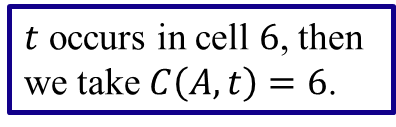 t occurs in cell 6, then
we take C(A, t) = 6.